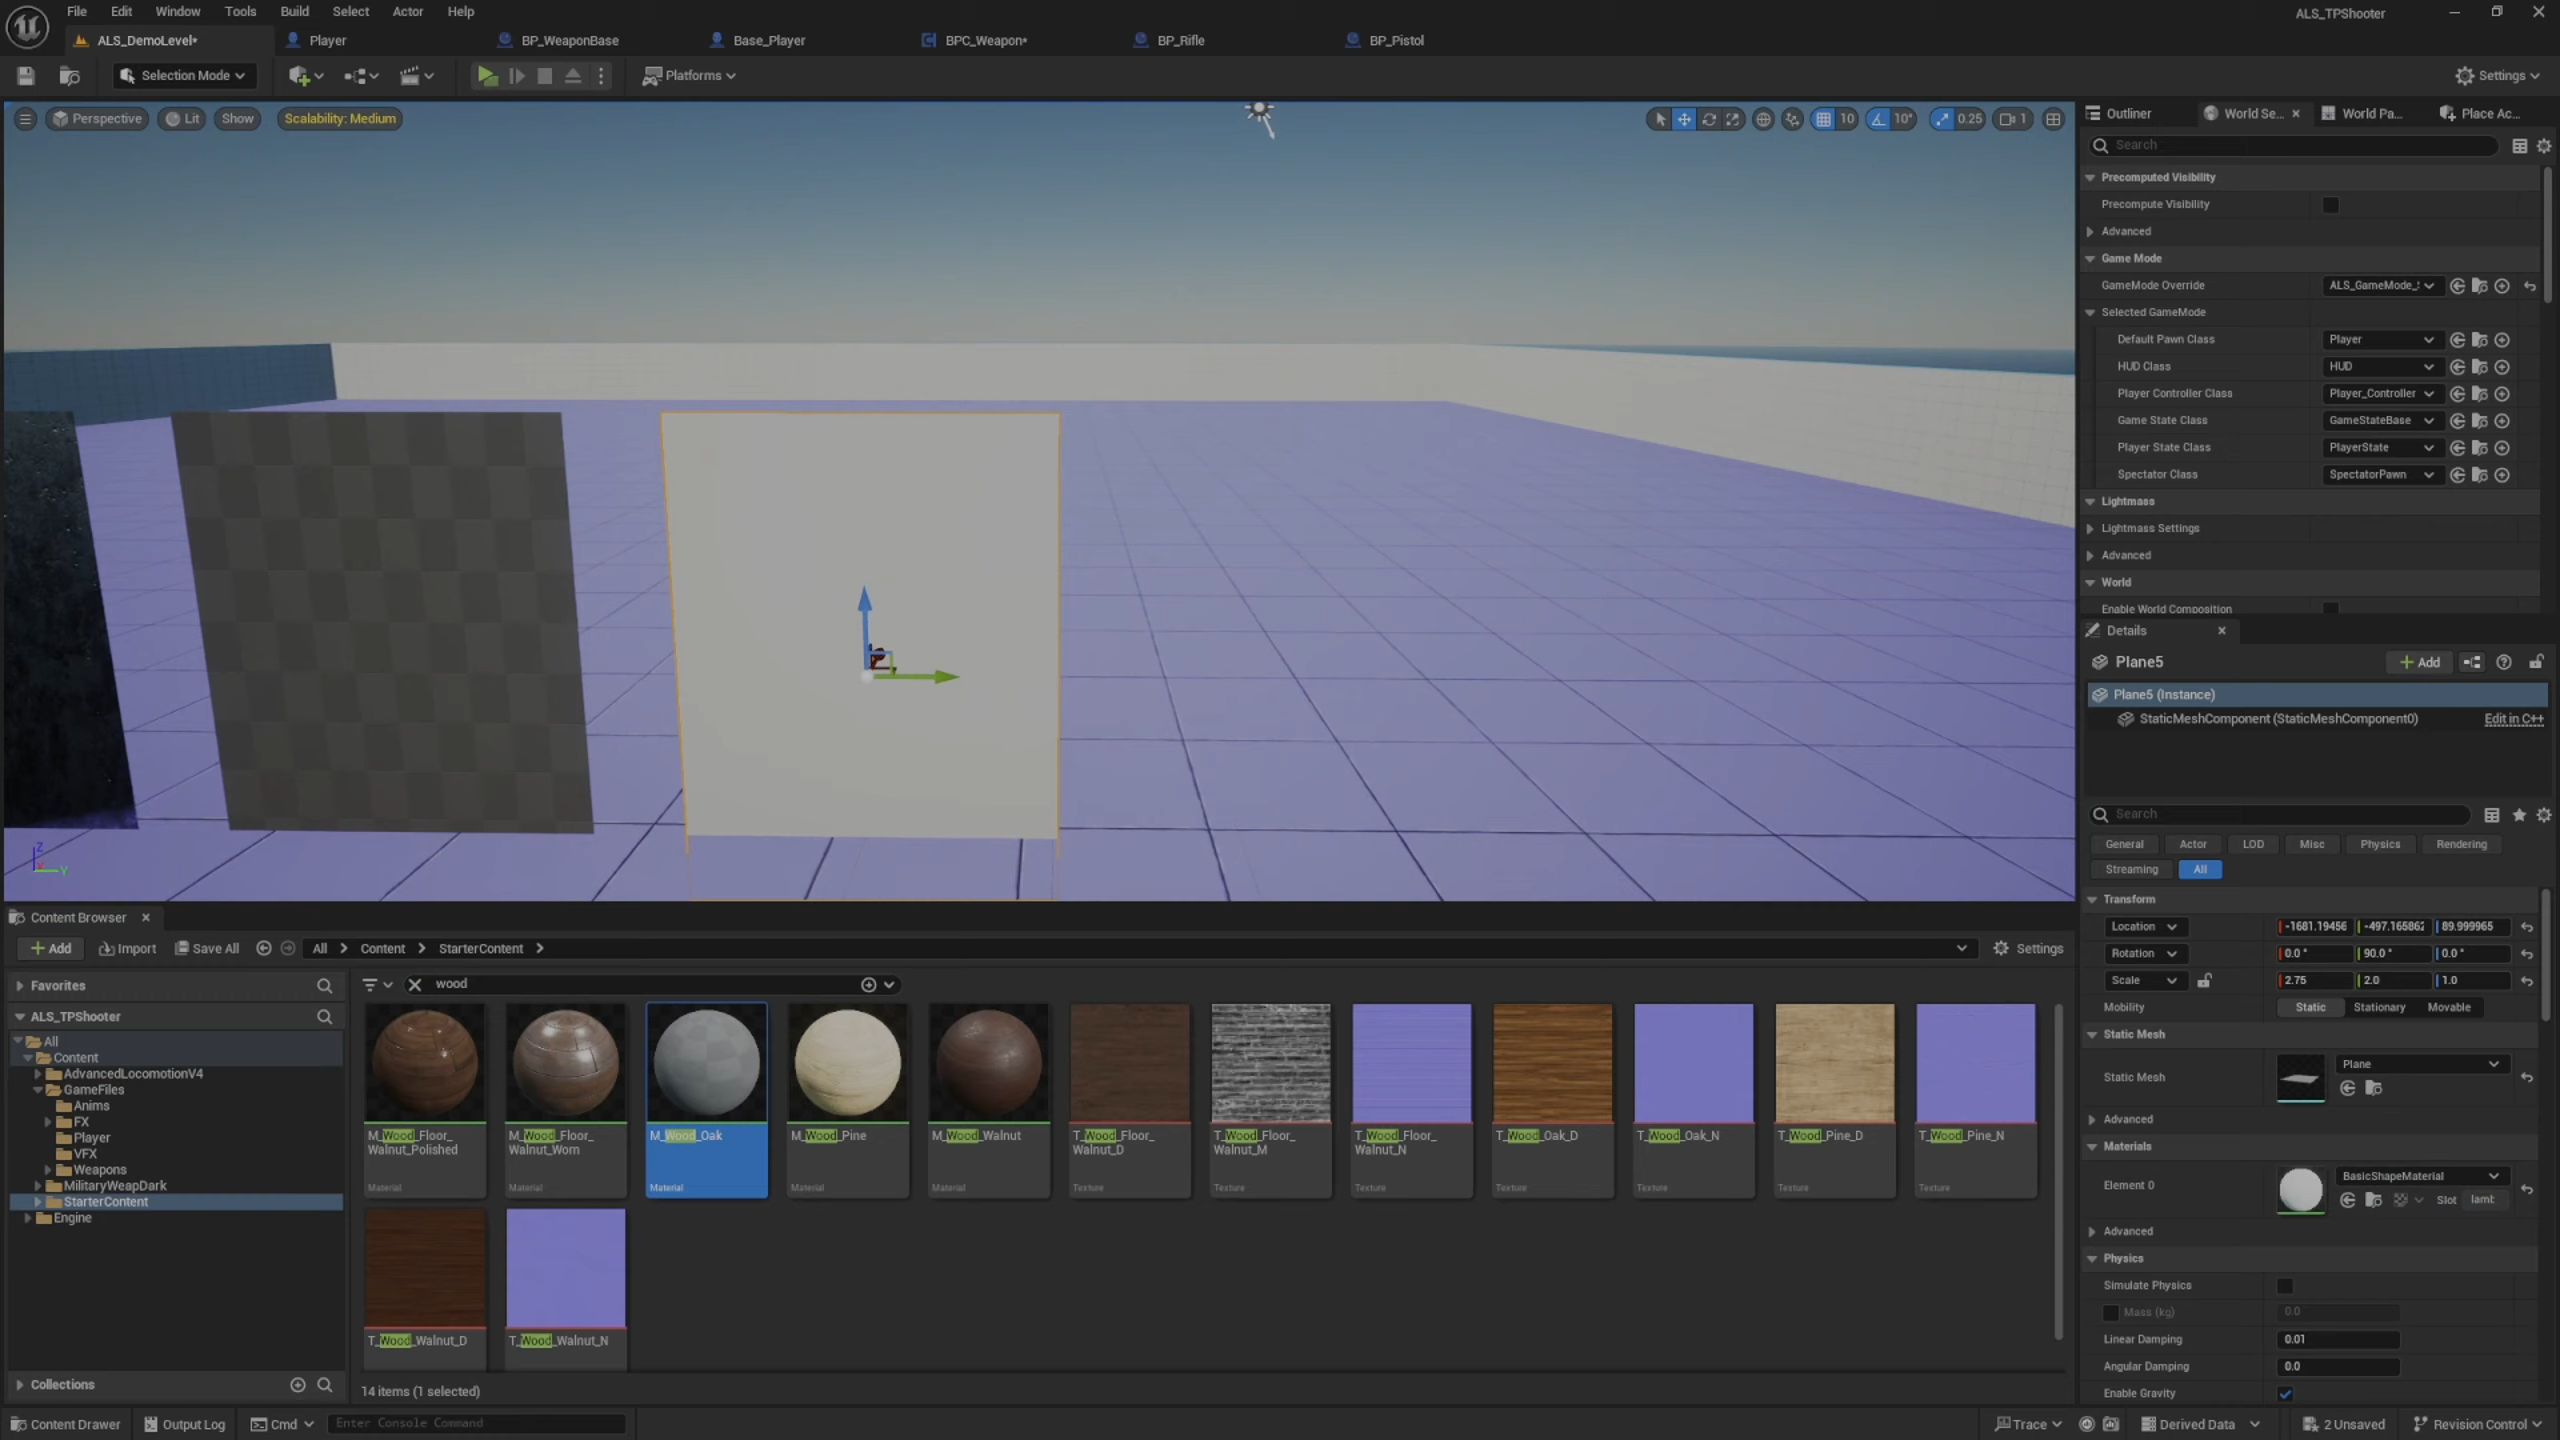 File Edit Window Tools Build Select Actor Help
ALS_TPShooter
ALS_DemoLevel*
Player
BP_WeaponBase
Base_Player
BPC_Weapon*
BP_Rifle
BP_Pistol
Selection Mode
Platforms
Settings
Perspective
Lit
Show
Scalability: Medium
10
10°
0.25
1
Outliner
World Se...
World Pa...
Place Ac...
Search
Precomputed Visibility
Precompute Visibility
Advanced
Game Mode
GameMode Override ALS_GameMode_
Selected GameMode
Default Pawn Class Player
HUD Class HUD
Player Controller Class Player_Controller
Game State Class GameStateBase
Player State Class PlayerState
Spectator Class SpectatorPawn
Lightmass
Lightmass Settings
Advanced
World
Enable World Composition
Details
Plane5
Add
Plane5 (Instance)
StaticMeshComponent (StaticMeshComponent0)
Edit in C++
Search
General Actor LOD Misc Physics Rendering
Streaming All
Transform
Location -1681.19456 -497.165862 89.999965
Rotation 0.0 ° 90.0 ° 0.0 °
Scale 2.75 2.0 1.0
Mobility Static Stationary Movable
Static Mesh
Static Mesh Plane
Advanced
Materials
Element 0 BasicShapeMaterial
Slot
Advanced
Physics
Simulate Physics
Mass (kg) 0.0
Linear Damping 0.01
Angular Damping 0.0
Enable Gravity
Z
Y
Content Browser
Add Import Save All
All > Content > StarterContent >
Settings
Favorites
ALS_TPShooter
All
Content
AdvancedLocomotionV4
GameFiles
Anims
FX
Player
VFX
Weapons
MilitaryWeapDark
StarterContent
Engine
Collections
wood
M_Wood_Floor_
Walnut_Polished
Material
M_Wood_Floor_
Walnut_Worn
Material
M_Wood_Oak
Material
M_Wood_Pine
Material
M_Wood_Walnut
Material
T_Wood_Floor_
Walnut_D
Texture
T_Wood_Floor_
Walnut_M
Texture
T_Wood_Floor_
Walnut_N
Texture
T_Wood_Oak_D
Texture
T_Wood_Oak_N
Texture
T_Wood_Pine_D
Texture
T_Wood_Pine_N
Texture
T_Wood_Walnut_D
T_Wood_Walnut_N
14 items (1 selected)
Content Drawer
Output Log
Cmd
Enter Console Command
Trace
Derived Data
2 Unsaved
Revision Control